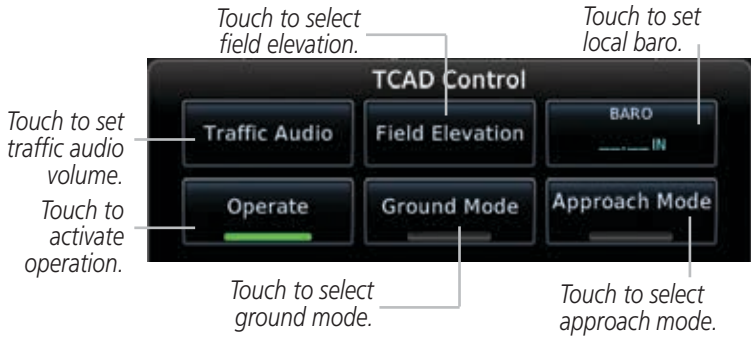 Touch to select
field elevation.
Touch to set
local baro.
TCAD Control
Touch to set
traffic audio
volume.
Traffic Audio
Field Elevation
BARO
__.__ IN
Touch to
activate
operation.
Operate
Ground Mode
Approach Mode
Touch to select
ground mode.
Touch to select
approach mode.